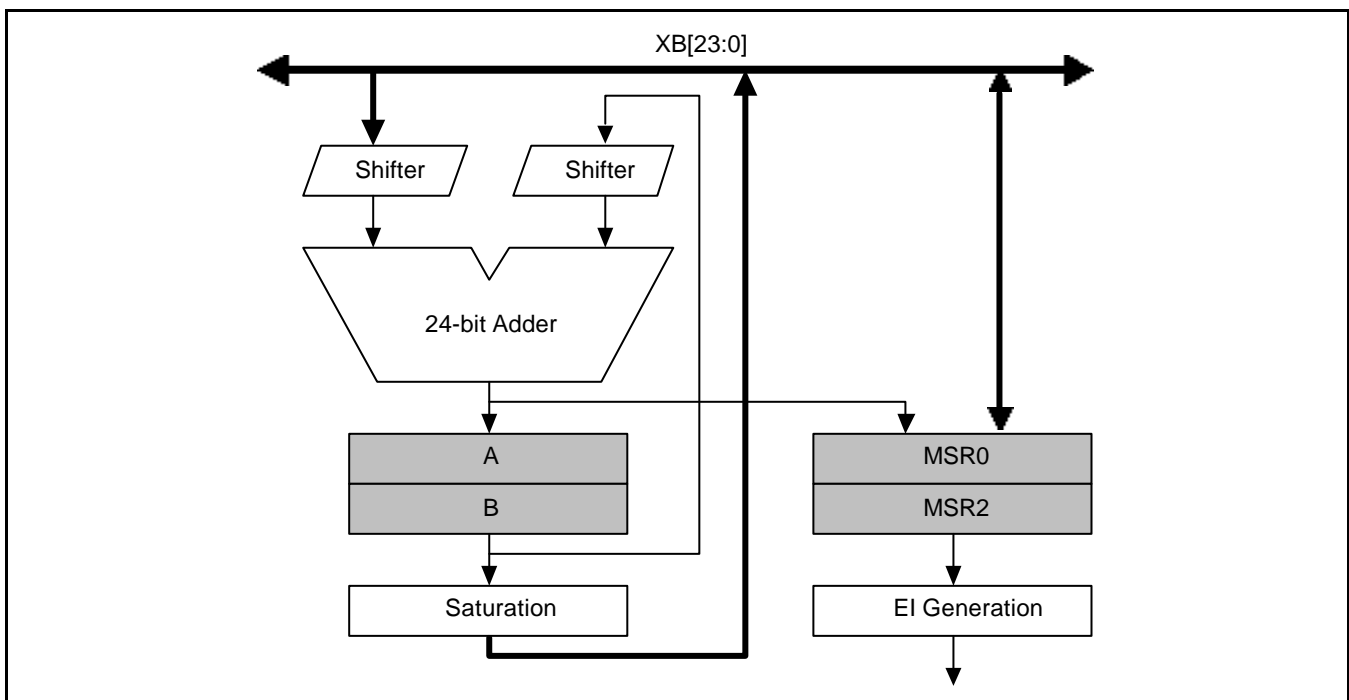 XB[23:0]
Shifter
Shifter
24-bit Adder
A
MSR0
B
MSR2
Saturation
EI Generation